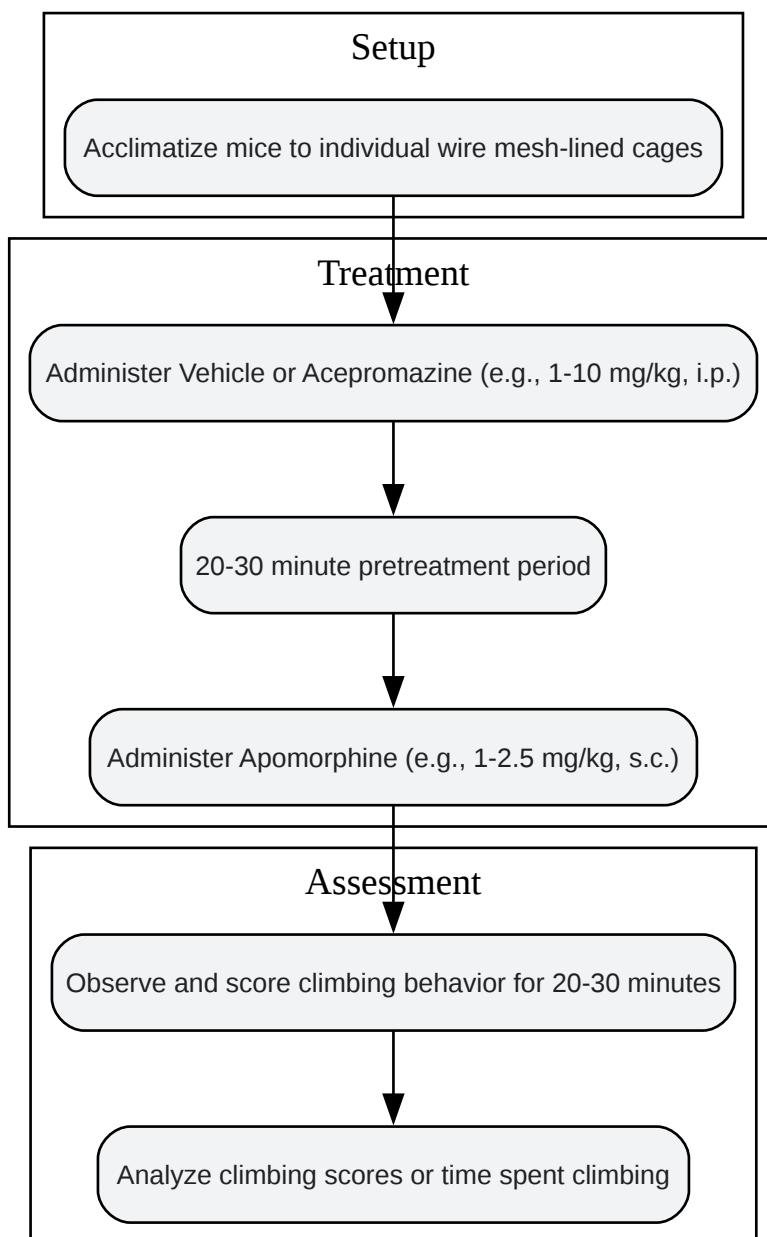 Setup
Acclimatize mice to individual wire mesh-lined cages
Treatment
Administer Vehicle or Acepromazine (e.g., 1-10 mg/kg, i.p.)
20-30 minute pretreatment period
Administer Apomorphine (e.g., 1-2.5 mg/kg, s.c.)
Assessment
Observe and score climbing behavior for 20-30 minutes
Analyze climbing scores or time spent climbing